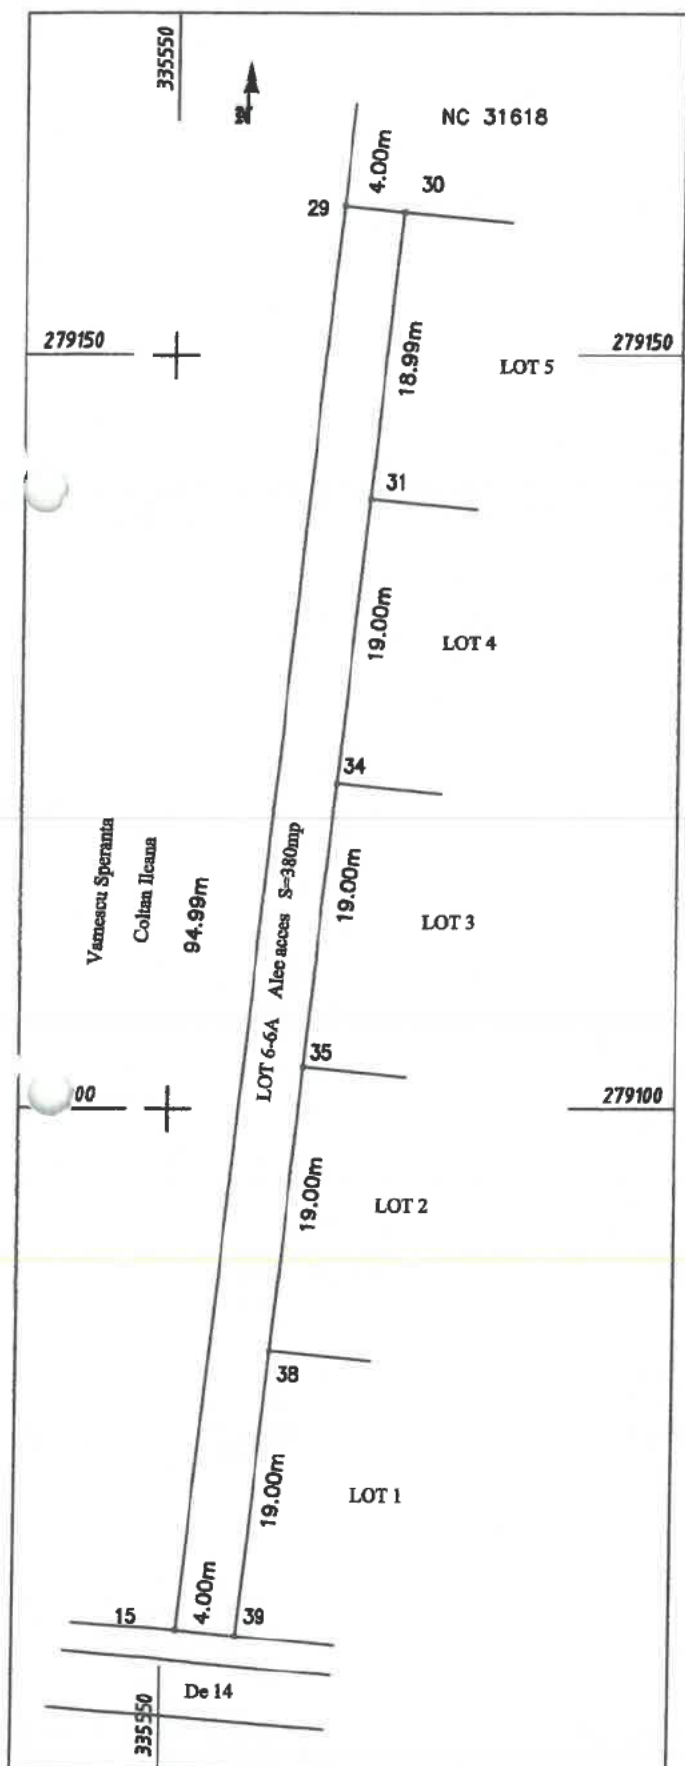 335550
N
NC 31618
4.00m
30
29
279150
279150
18.99m
LOT 5
31
19.00m
LOT 4
34
Vamescu Speranta
Coltan Ileana
94.99m
LOT 6-6A Alee acces S=380mp
19.00m
LOT 3
35
00
279100
19.00m
LOT 2
38
19.00m
LOT 1
4.00m
15
39
De 14
335550